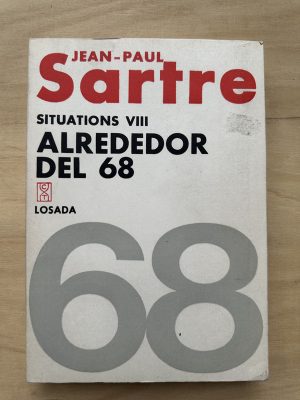 JEAN-PAUL
Sartre
SITUATIONS VIII
ALREDEDOR
DEL 68
LOSADA
68